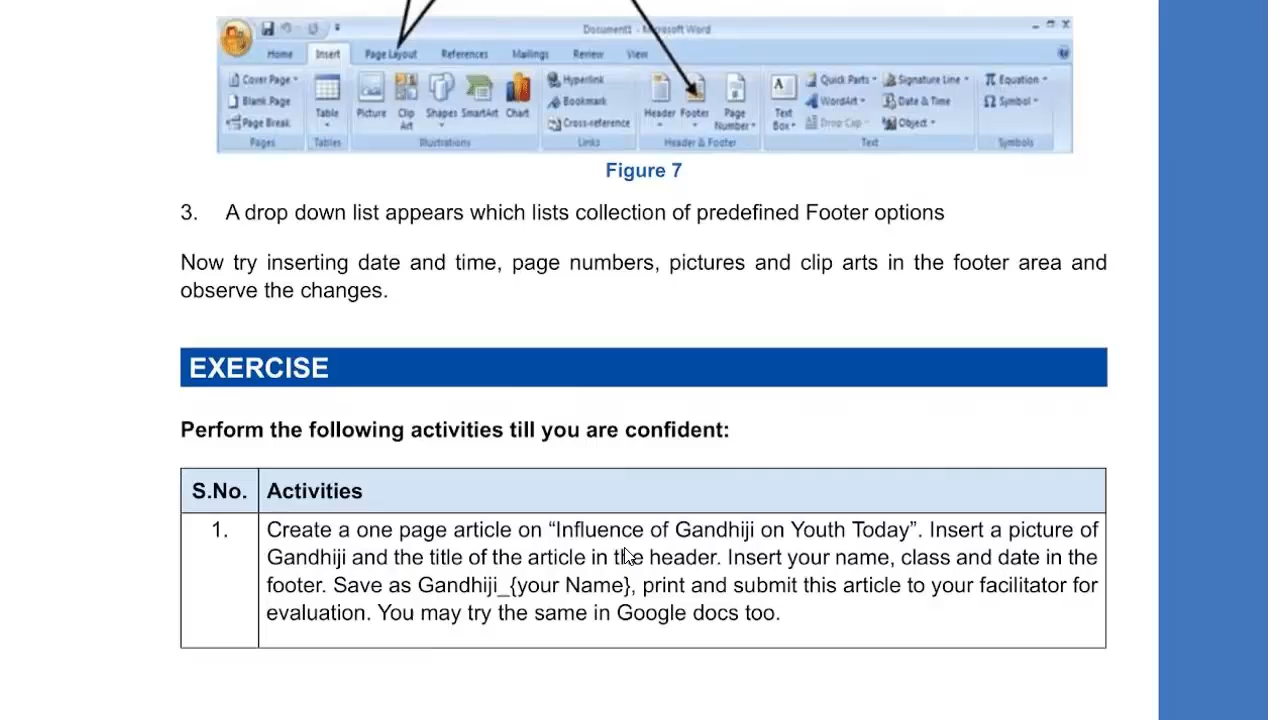 Document1 - Microsoft Word
Home Insert Page Layout References Mailings Review View
Cover Page
Blank Page
Page Break
Pages
Table
Tables
Picture Clip Art Shapes SmartArt Chart
Illustrations
Hyperlink
Bookmark
Cross-reference
Links
Header Footer Page Number
Header & Footer
Text Box
Quick Parts
WordArt
Drop Cap
Signature Line
Date & Time
Object
Text
Equation
Symbol
Symbols
Figure 7
3. A drop down list appears which lists collection of predefined Footer options
Now try inserting date and time, page numbers, pictures and clip arts in the footer area and
observe the changes.
EXERCISE
Perform the following activities till you are confident:
S.No. Activities
1. Create a one page article on “Influence of Gandhiji on Youth Today”. Insert a picture of
Gandhiji and the title of the article in the header. Insert your name, class and date in the
footer. Save as Gandhiji_{your Name}, print and submit this article to your facilitator for
evaluation. You may try the same in Google docs too.